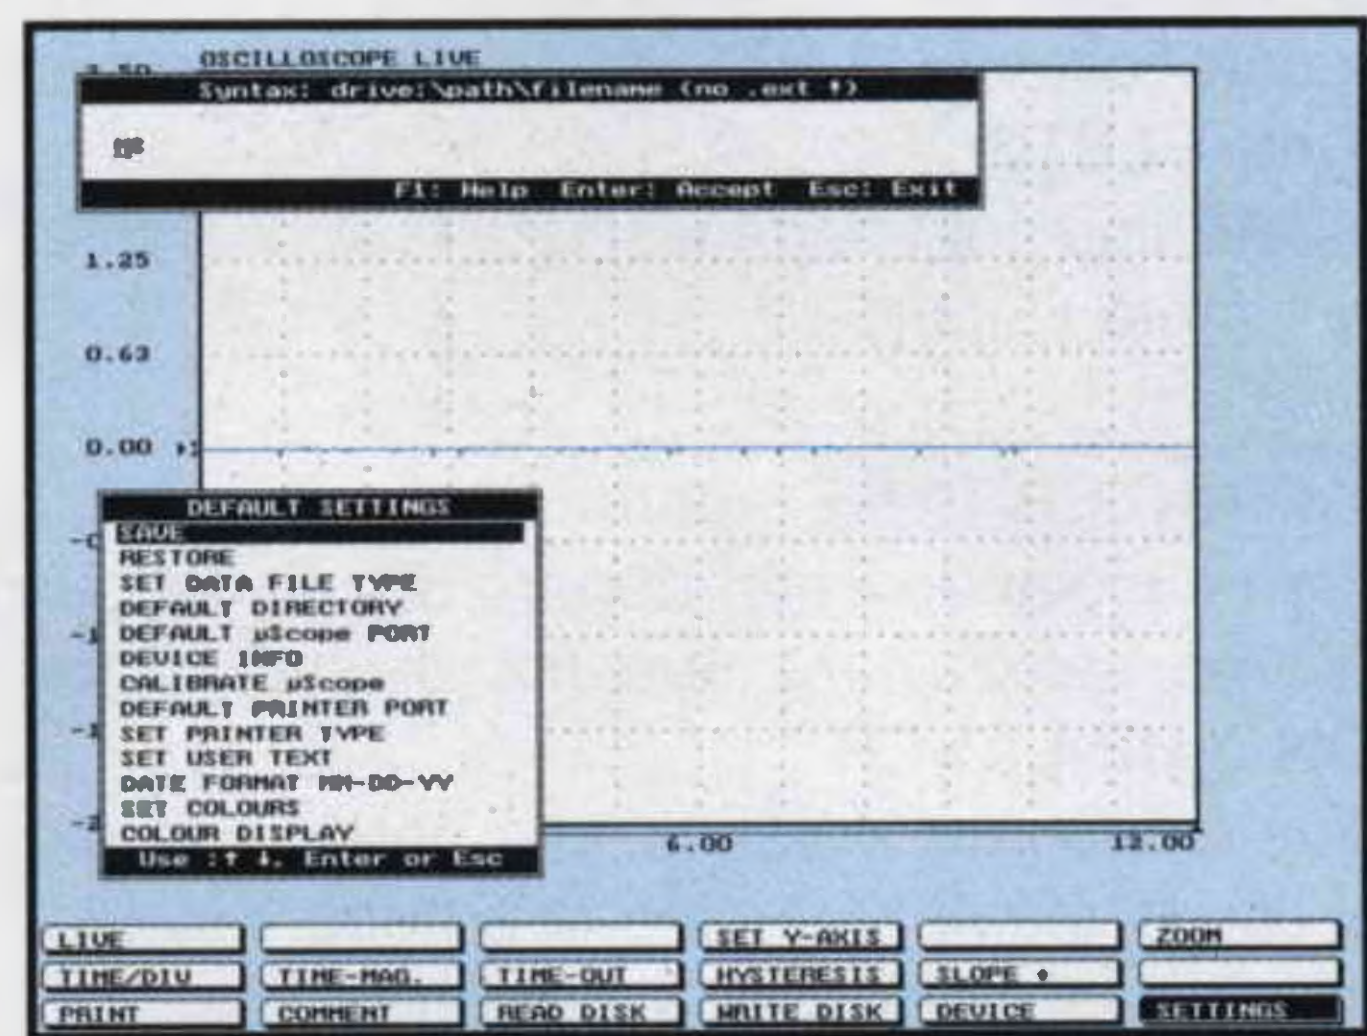 OSCILLOSCOPE LIVE
Syntax: drive:\path\filename (no .ext !)
F1: Help Enter: Accept Esc: Exit
1.25
0.63
0.00
DEFAULT SETTINGS
SAVE
RESTORE
SET DATA FILE TYPE
DEFAULT DIRECTORY
DEFAULT µScope PORT
DEVICE INFO
CALIBRATE µScope
DEFAULT PRINTER PORT
SET PRINTER TYPE
SET USER TEXT
DATE FORMAT MM-DD-YY
SET COLOURS
COLOUR DISPLAY
Use :↑ ↓, Enter or Esc
6.00 12.00
LIVE SET Y-AXIS ZOOM
TIME/DIV TIME-MAG. TIME-OUT HYSTERESIS SLOPE
PRINT COMMENT READ DISK WRITE DISK DEVICE SETTINGS